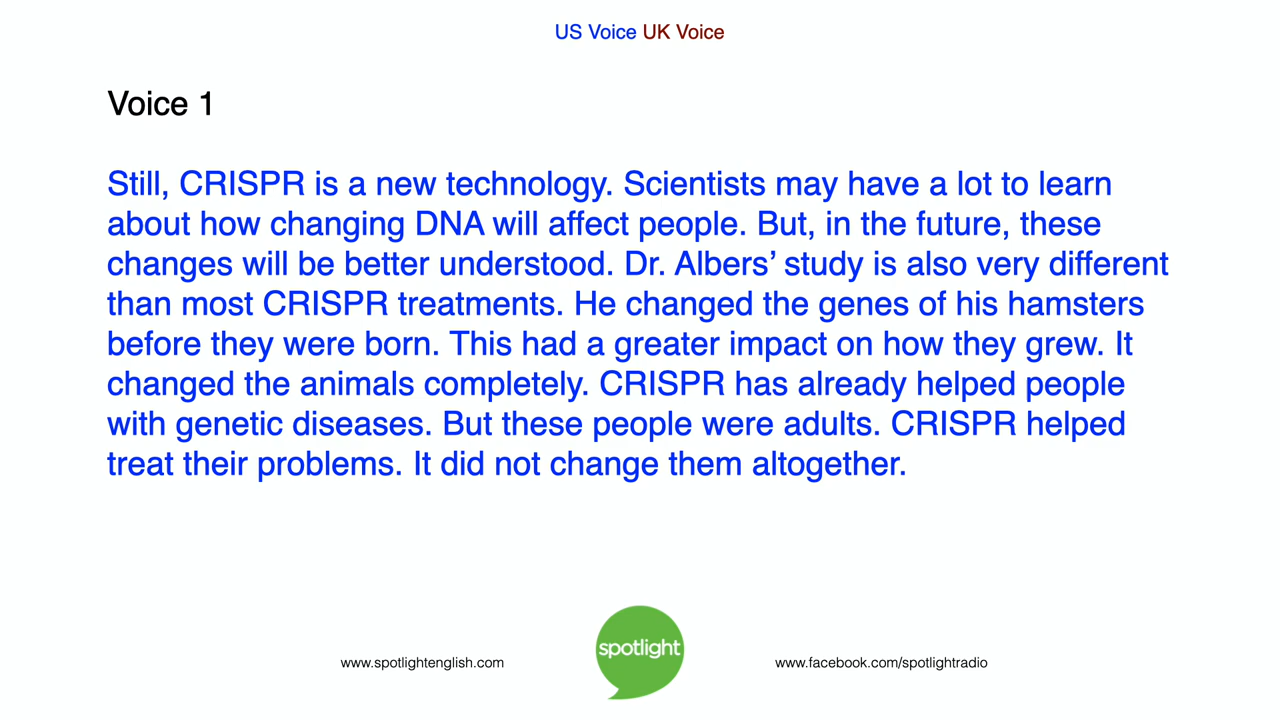 US Voice UK Voice
Voice 1
Still, CRISPR is a new technology. Scientists may have a lot to learn
about how changing DNA will affect people. But, in the future, these
changes will be better understood. Dr. Albers’ study is also very different
than most CRISPR treatments. He changed the genes of his hamsters
before they were born. This had a greater impact on how they grew. It
changed the animals completely. CRISPR has already helped people
with genetic diseases. But these people were adults. CRISPR helped
treat their problems. It did not change them altogether.
www.spotlightenglish.com
spotlight
www.facebook.com/spotlightradio